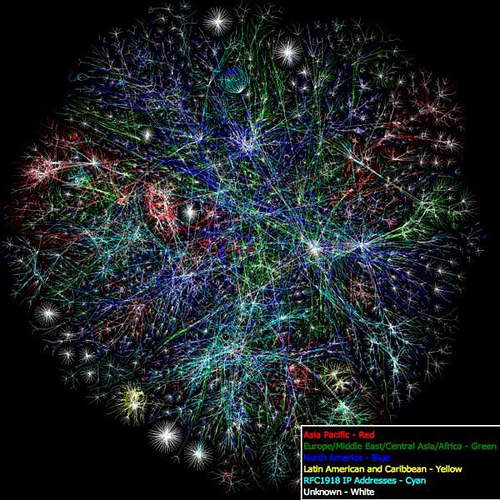 Asia Pacific - Red
Europe/Middle East/Central Asia/Africa - Green
North America - Blue
Latin American and Caribbean - Yellow
RFC1918 IP Addresses - Cyan
Unknown - White